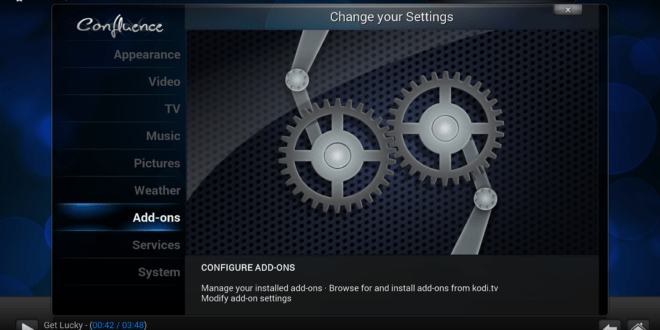 Confluence
Change your Settings
x
Appearance
Video
TV
Music
Pictures
Weather
Add-ons
Services
System
CONFIGURE ADD-ONS
Manage your installed add-ons · Browse for and install add-ons from kodi.tv
Modify add-on settings
Get Lucky - (00:42 / 03:48)